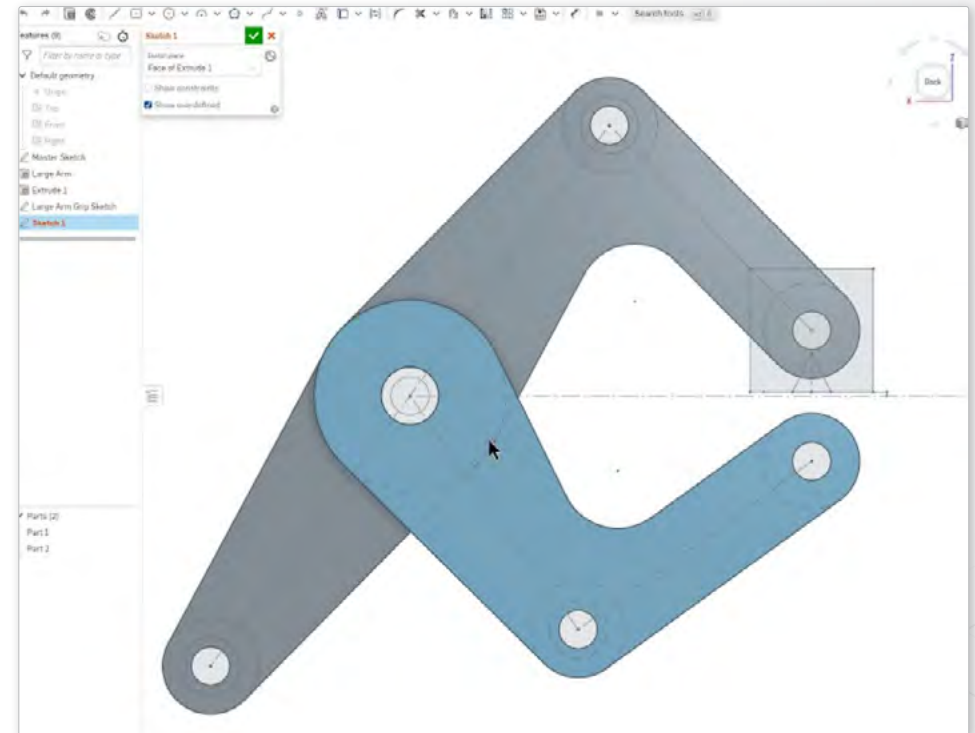 Search tools
eatures (8)
Sketch 1
Sketch plane
Face of Extrude 1
Filter by name or type
Default geometry
Show constraints
Origin
Show overdefined
Top
Front
Right
Master Sketch
Large Arm
Extrude 1
Large Arm Grip Sketch
Sketch 1
Back
Z
X
Parts (2)
Part 1
Part 2